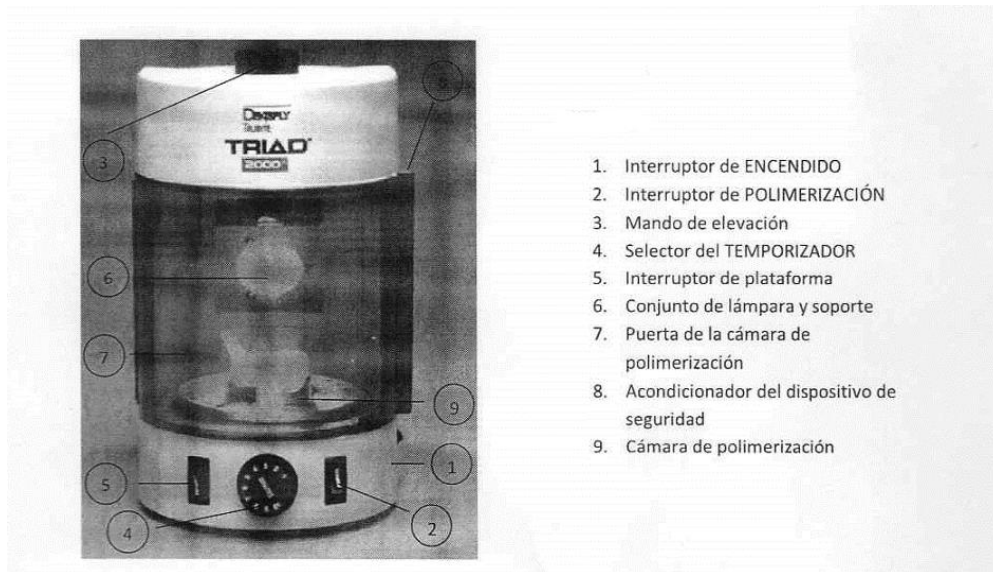 DENTSPLY
TRIAD
2000
8
3
6
7
9
1
5
4
2
1. Interruptor de ENCENDIDO
2. Interruptor de POLIMERIZACIÓN
3. Mando de elevación
4. Selector del TEMPORIZADOR
5. Interruptor de plataforma
6. Conjunto de lámpara y soporte
7. Puerta de la cámara de
polimerización
8. Acondicionador del dispositivo de
seguridad
9. Cámara de polimerización